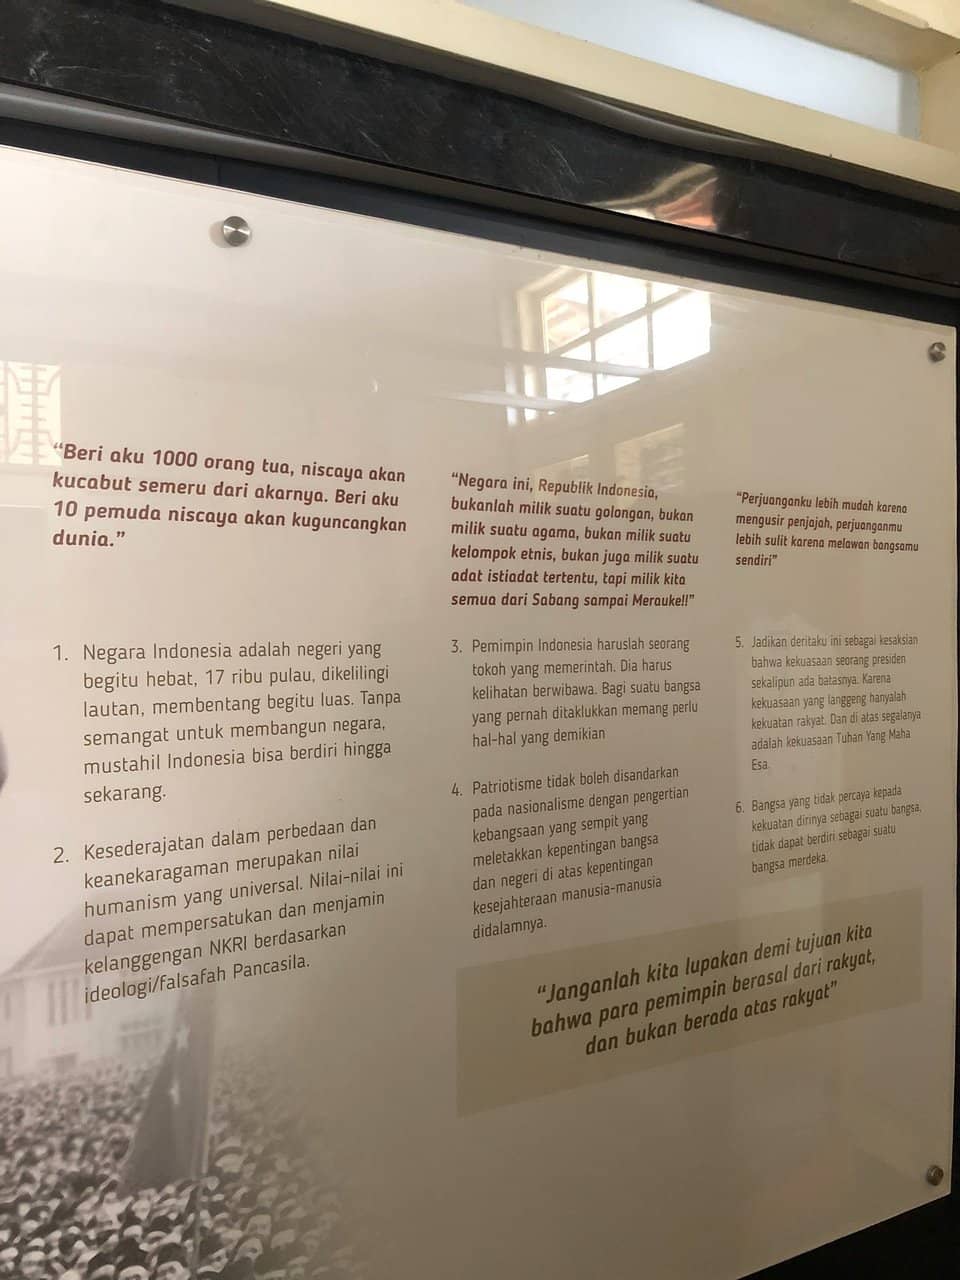 “Beri aku 1000 orang tua, niscaya akan
kucabut semeru dari akarnya. Beri aku
10 pemuda niscaya akan kuguncangkan
dunia.”
1. Negara Indonesia adalah negeri yang
begitu hebat, 17 ribu pulau, dikelilingi
lautan, membentang begitu luas. Tanpa
semangat untuk membangun negara,
mustahil Indonesia bisa berdiri hingga
sekarang.
2. Kesederajatan dalam perbedaan dan
keanekaragaman merupakan nilai
humanism yang universal. Nilai-nilai ini
dapat mempersatukan dan menjamin
kelanggengan NKRI berdasarkan
ideologi/falsafah Pancasila.
“Negara ini, Republik Indonesia,
bukanlah milik suatu golongan, bukan
milik suatu agama, bukan milik suatu
kelompok etnis, bukan juga milik suatu
adat istiadat tertentu, tapi milik kita
semua dari Sabang sampai Merauke!!”
3. Pemimpin Indonesia haruslah seorang
tokoh yang memerintah. Dia harus
kelihatan berwibawa. Bagi suatu bangsa
yang pernah ditaklukkan memang perlu
hal-hal yang demikian
4. Patriotisme tidak boleh disandarkan
pada nasionalisme dengan pengertian
kebangsaan yang sempit yang
meletakkan kepentingan bangsa
dan negeri di atas kepentingan
kesejahteraan manusia-manusia
didalamnya.
“Perjuanganku lebih mudah karena
mengusir penjajah, perjuanganmu
lebih sulit karena melawan bangsamu
sendiri”
5. Jadikan deritaku ini sebagai kesaksian
bahwa kekuasaan seorang presiden
sekalipun ada batasnya. Karena
kekuasaan yang langgeng hanyalah
kekuatan rakyat. Dan di atas segalanya
adalah kekuasaan Tuhan Yang Maha
Esa.
6. Bangsa yang tidak percaya kepada
kekuatan dirinya sebagai suatu bangsa,
tidak dapat berdiri sebagai suatu
bangsa merdeka.
“Janganlah kita lupakan demi tujuan kita
bahwa para pemimpin berasal dari rakyat,
dan bukan berada atas rakyat”